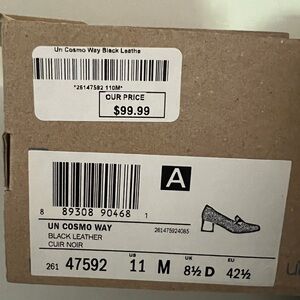 Un Cosmo Way Black Leathe
*26147592 110M*
OUR PRICE
$99.99
A
8 89308 90468 1
261475924085
UN COSMO WAY
BLACK LEATHER
CUIR NOIR
US UK EU
261 47592 11 M 8½ D 42½